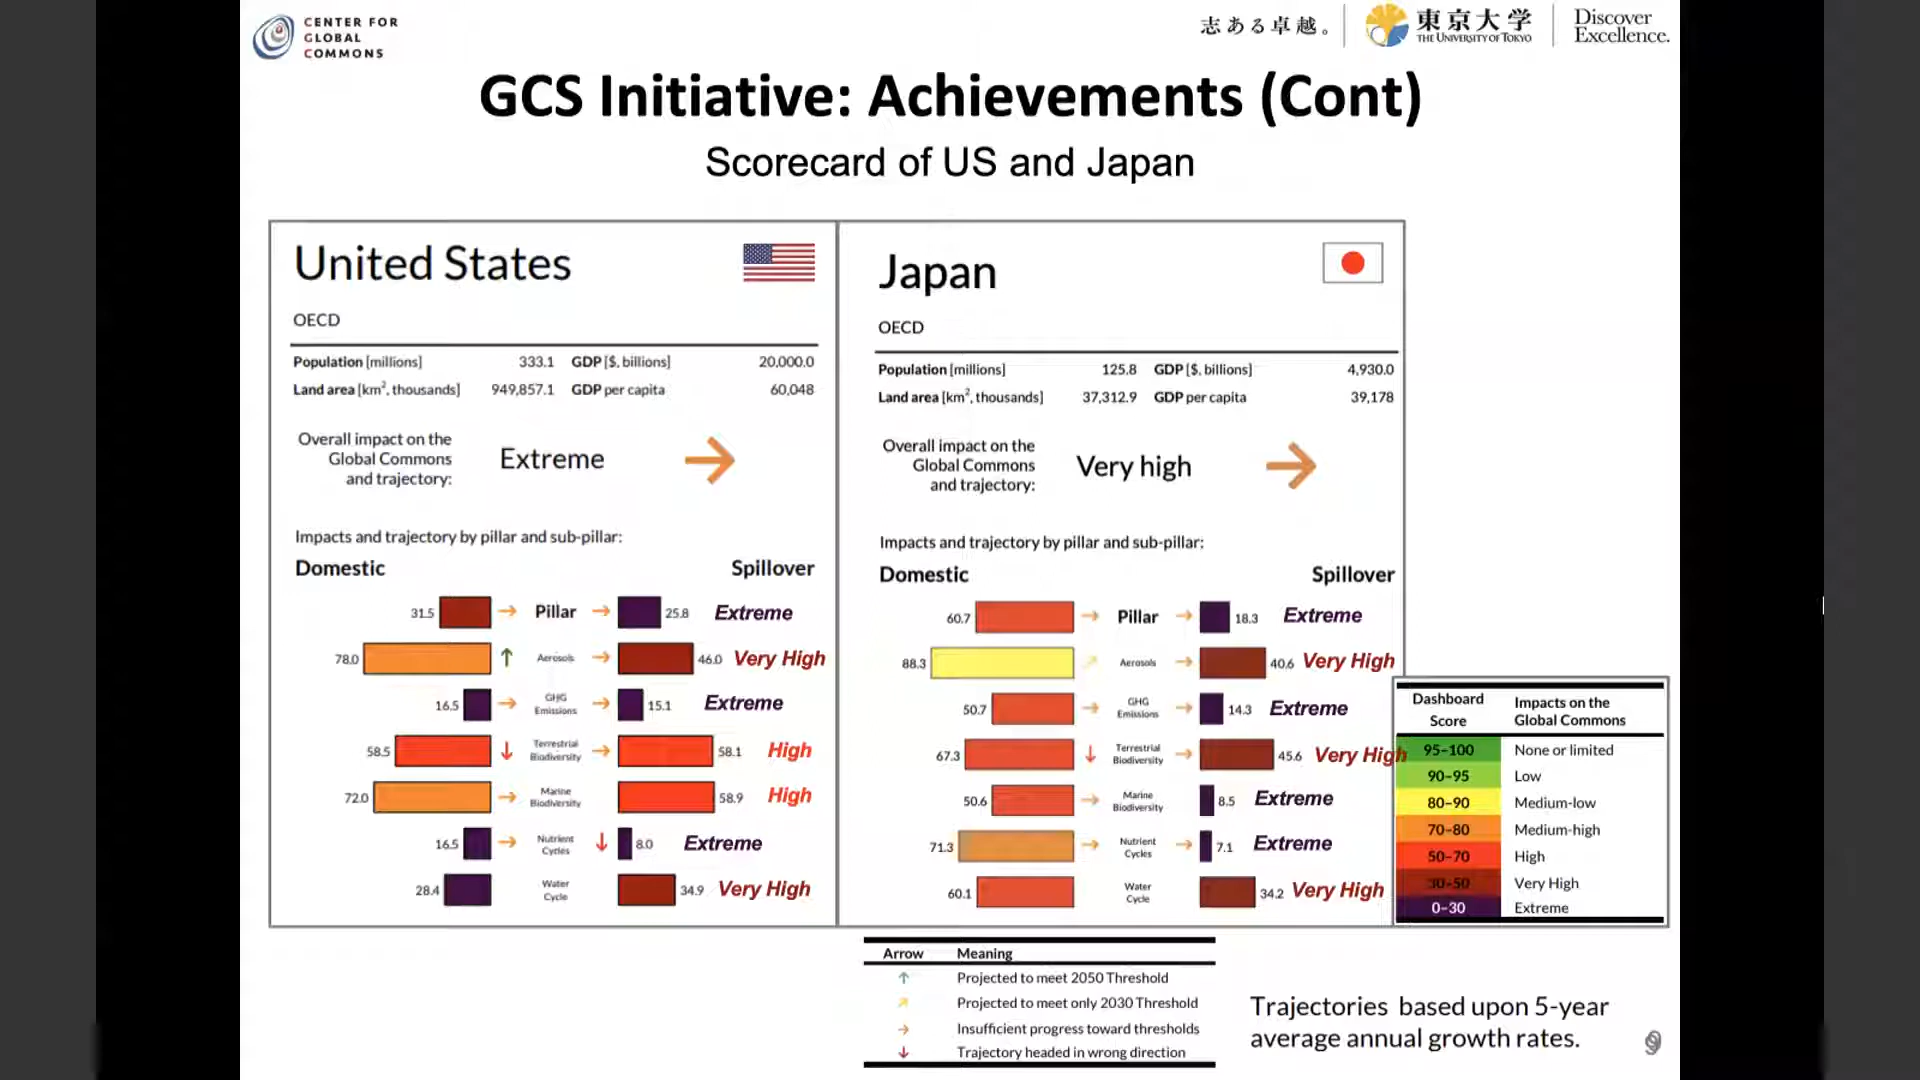 CENTER FOR
GLOBAL
COMMONS
志ある卓越。
東京大学
THE UNIVERSITY OF TOKYO
Discover
Excellence.
GCS Initiative: Achievements (Cont)
Scorecard of US and Japan
United States
OECD
Population [millions] 333.1 GDP [$, billions] 20,000.0
Land area [km², thousands] 949,857.1 GDP per capita 60,048
Overall impact on the
Global Commons
and trajectory:
Extreme →
Impacts and trajectory by pillar and sub-pillar:
Domestic Spillover
31.5 → Pillar → 25.8 Extreme
78.0 ↑ Aerosols → 46.0 Very High
16.5 → GHG Emissions → 15.1 Extreme
58.5 ↓ Terrestrial Biodiversity → 58.1 High
72.0 → Marine Biodiversity 58.9 High
16.5 → Nutrient Cycles ↓ 8.0 Extreme
28.4 Water Cycle 34.9 Very High
Japan
OECD
Population [millions] 125.8 GDP [$, billions] 4,930.0
Land area [km², thousands] 37,312.9 GDP per capita 39,178
Overall impact on the
Global Commons
and trajectory:
Very high →
Impacts and trajectory by pillar and sub-pillar:
Domestic Spillover
60.7 → Pillar → 18.3 Extreme
88.3 ↗ Aerosols → 40.6 Very High
50.7 → GHG Emissions → 14.3 Extreme
67.3 ↓ Terrestrial Biodiversity → 45.6 Very High
50.6 → Marine Biodiversity 8.5 Extreme
71.3 → Nutrient Cycles → 7.1 Extreme
60.1 Water Cycle 34.2 Very High
Dashboard Score Impacts on the Global Commons
95–100 None or limited
90–95 Low
80–90 Medium-low
70–80 Medium-high
50–70 High
30–50 Very High
0–30 Extreme
Arrow Meaning
↑ Projected to meet 2050 Threshold
↗ Projected to meet only 2030 Threshold
→ Insufficient progress toward thresholds
↓ Trajectory headed in wrong direction
Trajectories based upon 5-year
average annual growth rates.
9